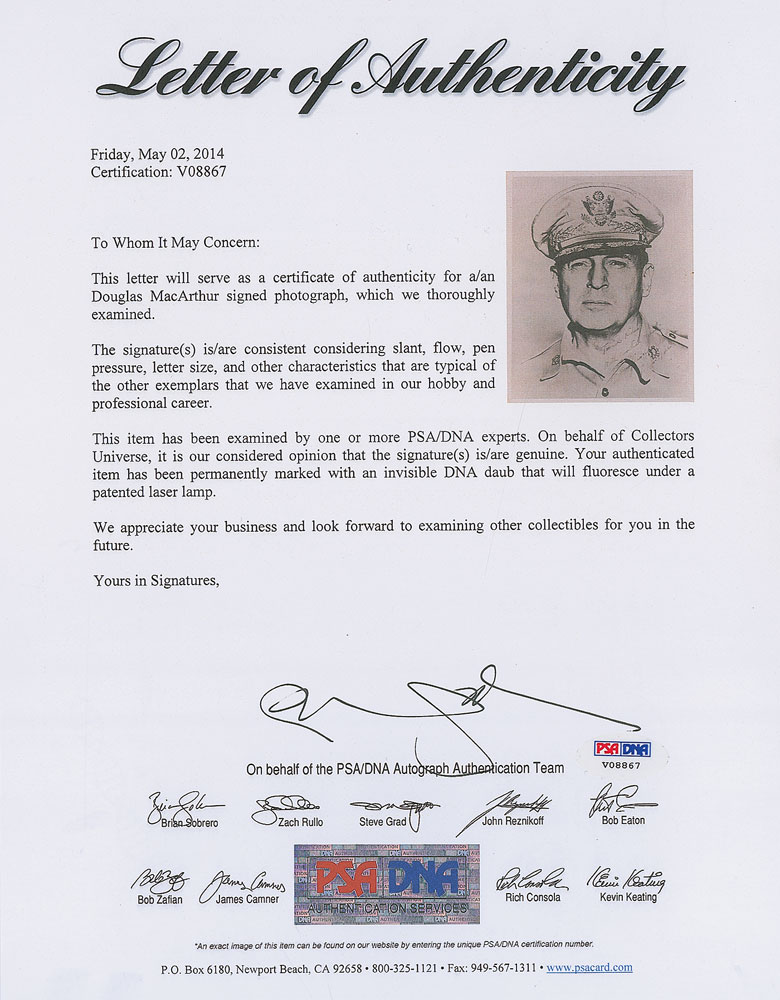 Letter of Authenticity
Friday, May 02, 2014
Certification: V08867
To Whom It May Concern:
This letter will serve as a certificate of authenticity for a/an
Douglas MacArthur signed photograph, which we thoroughly
examined.
The signature(s) is/are consistent considering slant, flow, pen
pressure, letter size, and other characteristics that are typical of
the other exemplars that we have examined in our hobby and
professional career.
This item has been examined by one or more PSA/DNA experts. On behalf of Collectors
Universe, it is our considered opinion that the signature(s) is/are genuine. Your authenticated
item has been permanently marked with an invisible DNA daub that will fluoresce under a
patented laser lamp.
We appreciate your business and look forward to examining other collectibles for you in the
future.
Yours in Signatures,
PSA DNA
V08867
On behalf of the PSA/DNA Autograph Authentication Team
Brian Sobrero
Zach Rullo
Steve Grad
John Reznikoff
Bob Eaton
Bob Zafian
James Camner
PSA DNA
AUTHENTICATION SERVICES
Rich Consola
Kevin Keating
*An exact image of this item can be found on our website by entering the unique PSA/DNA certification number.
P.O. Box 6180, Newport Beach, CA 92658 • 800-325-1121 • Fax: 949-567-1311 • www.psacard.com